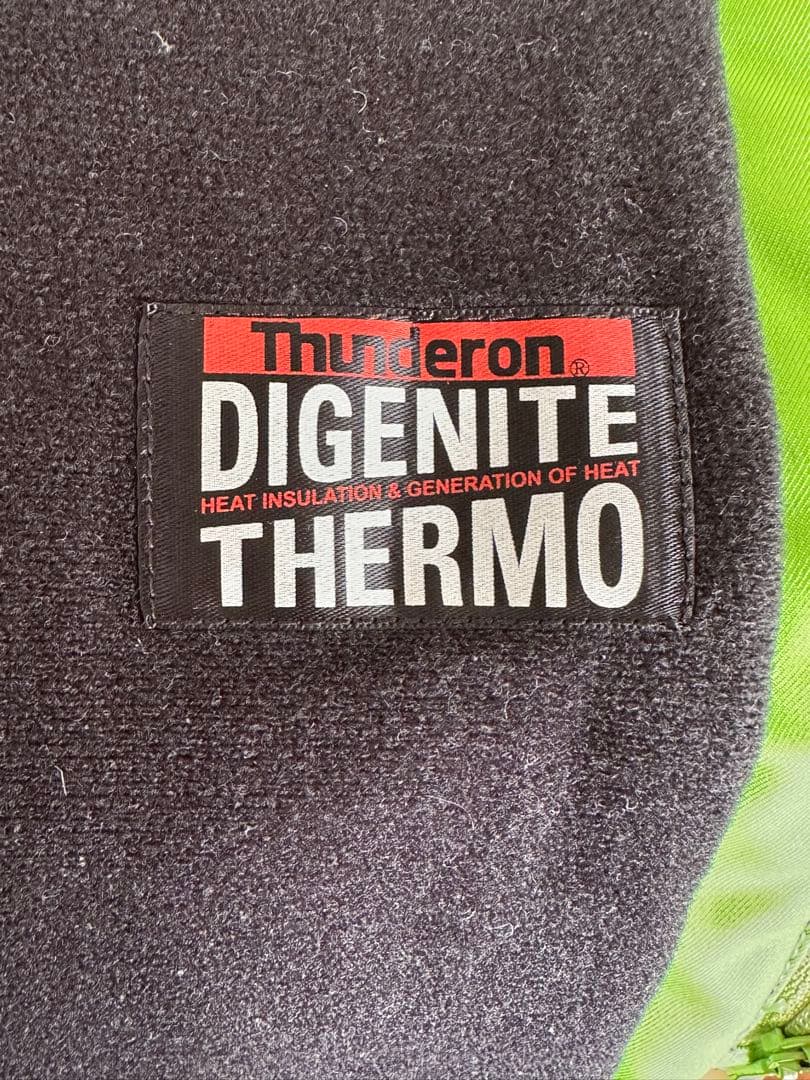 Thunderon®
DIGENITE
HEAT INSULATION & GENERATION OF HEAT
THERMO